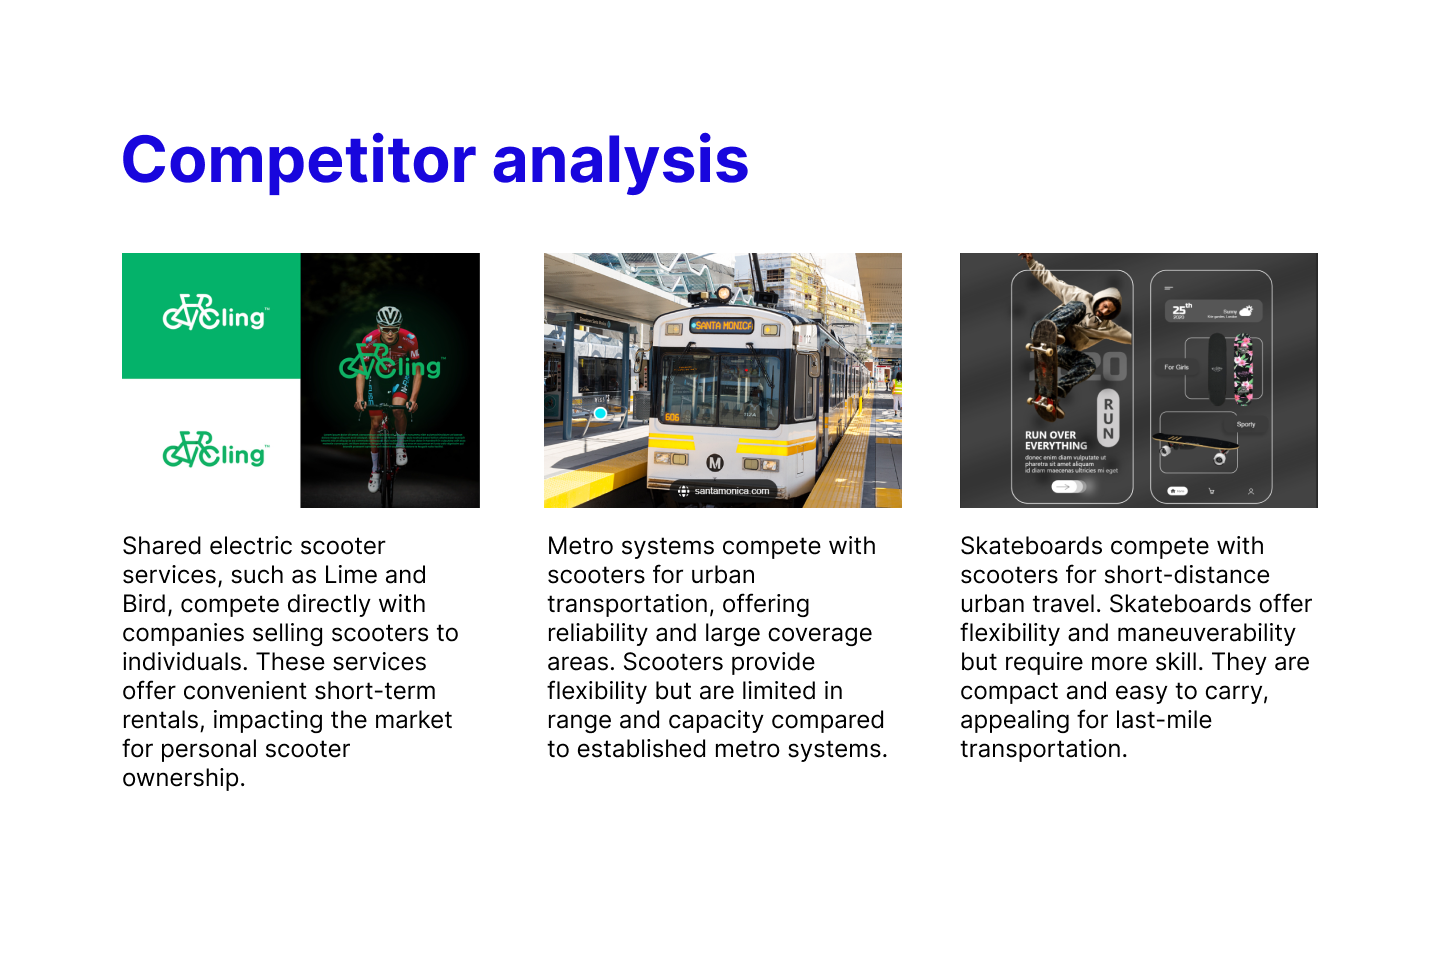 Competitor analysis
Cycling™
Cycling™
Cycling™
SANTA MONICA
606
M
santamonica.com
2020
RUN
RUN OVER
EVERYTHING
donec enim diam vulputate ut
pharetra sit amet aliquam
id diam maecenas ultricies mi eget
25th
2020
Sunny
For Girls
Sporty
Shared electric scooter
services, such as Lime and
Bird, compete directly with
companies selling scooters to
individuals. These services
offer convenient short-term
rentals, impacting the market
for personal scooter
ownership.
Metro systems compete with
scooters for urban
transportation, offering
reliability and large coverage
areas. Scooters provide
flexibility but are limited in
range and capacity compared
to established metro systems.
Skateboards compete with
scooters for short-distance
urban travel. Skateboards offer
flexibility and maneuverability
but require more skill. They are
compact and easy to carry,
appealing for last-mile
transportation.